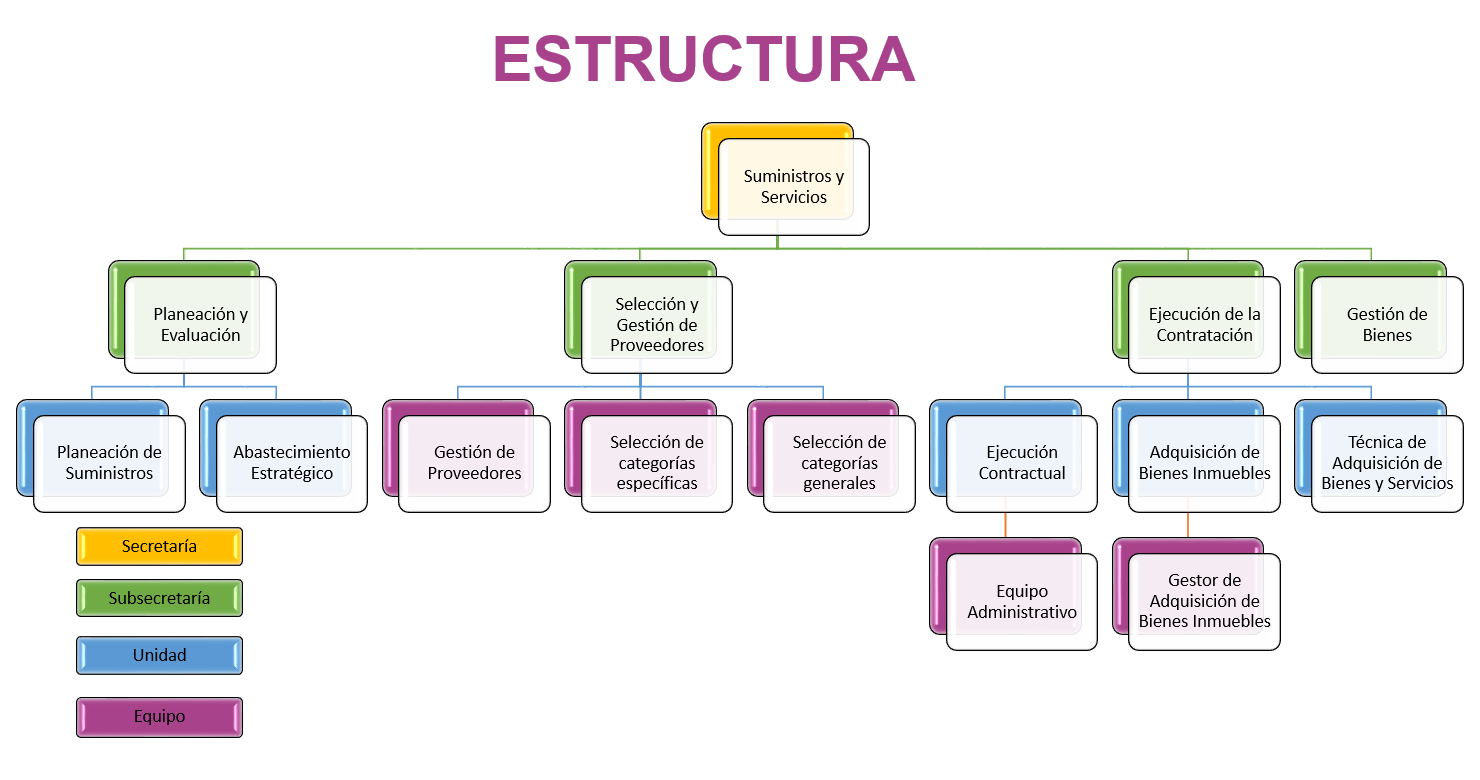 ESTRUCTURA
Suministros y
Servicios
Planeación y
Evaluación
Selección y
Gestión de
Proveedores
Ejecución de la
Contratación
Gestión de
Bienes
Planeación de
Suministros
Abastecimiento
Estratégico
Gestión de
Proveedores
Selección de
categorías
específicas
Selección de
categorías
generales
Ejecución
Contractual
Adquisición de
Bienes Inmuebles
Técnica de
Adquisición de
Bienes y Servicios
Equipo
Administrativo
Gestor de
Adquisición de
Bienes Inmuebles
Secretaría
Subsecretaría
Unidad
Equipo